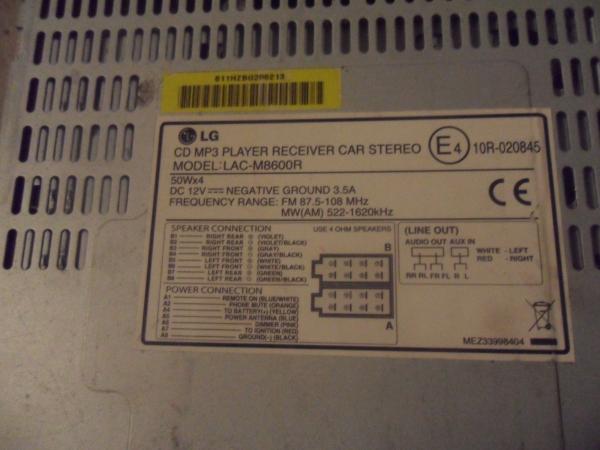 811HZBG2R6213
LG
CD MP3 PLAYER RECEIVER CAR STEREO
MODEL: LAC-M8600R
E4 10R-020845
50Wx4
DC 12V NEGATIVE GROUND 3.5A
FREQUENCY RANGE: FM 87.5-108 MHz
MW(AM) 522-1620kHz
CE
SPEAKER CONNECTION USE 4 OHM SPEAKERS
B1 RIGHT REAR ⊕ (VIOLET)
B2 RIGHT REAR ⊖ (VIOLET/BLACK)
B3 RIGHT FRONT ⊕ (GRAY)
B4 RIGHT FRONT ⊖ (GRAY/BLACK)
B5 LEFT FRONT ⊕ (WHITE)
B6 LEFT FRONT ⊖ (WHITE/BLACK)
B7 LEFT REAR ⊕ (GREEN)
B8 LEFT REAR ⊖ (GREEN/BLACK)
B
A
POWER CONNECTION
A1 REMOTE ON (BLUE/WHITE)
A2 PHONE MUTE (ORANGE)
A4 TO BATTERY(+) (YELLOW)
A5 POWER ANTENNA (BLUE)
A6 DIMMER (PINK)
A7 TO IGNITION (RED)
A8 GROUND(-) (BLACK)
(LINE OUT)
AUDIO OUT AUX IN
WHITE - LEFT
RED - RIGHT
RR RL FR FL R L
MEZ33998404